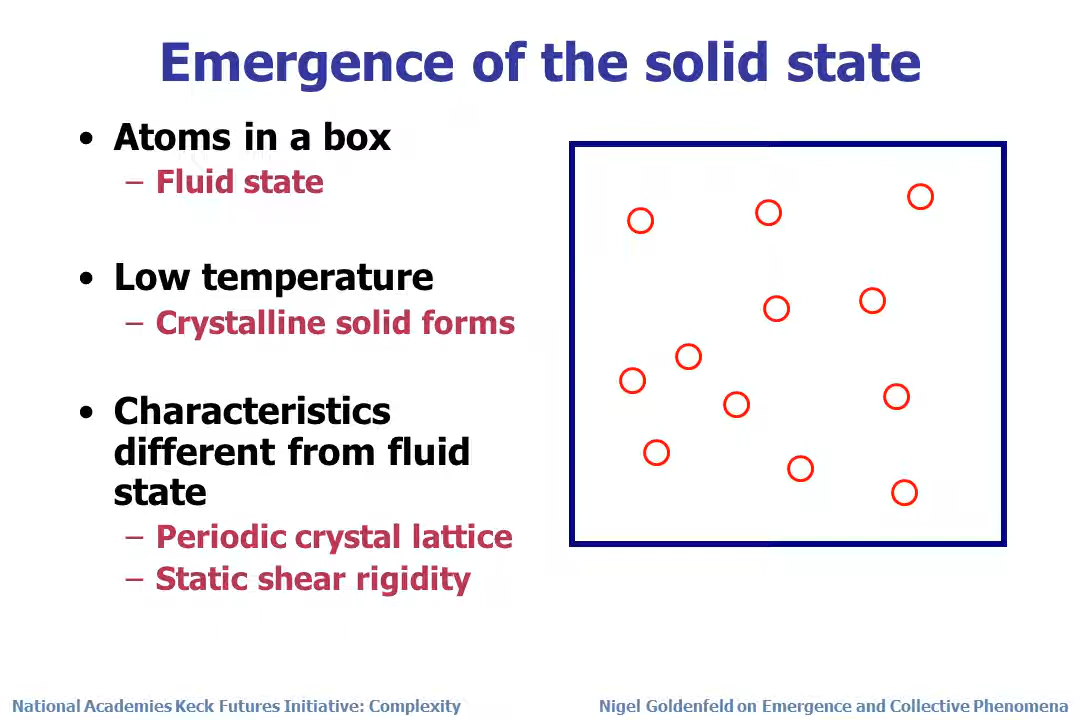 Emergence of the solid state
• Atoms in a box
– Fluid state
• Low temperature
– Crystalline solid forms
• Characteristics
different from fluid
state
– Periodic crystal lattice
– Static shear rigidity
National Academies Keck Futures Initiative: Complexity
Nigel Goldenfeld on Emergence and Collective Phenomena